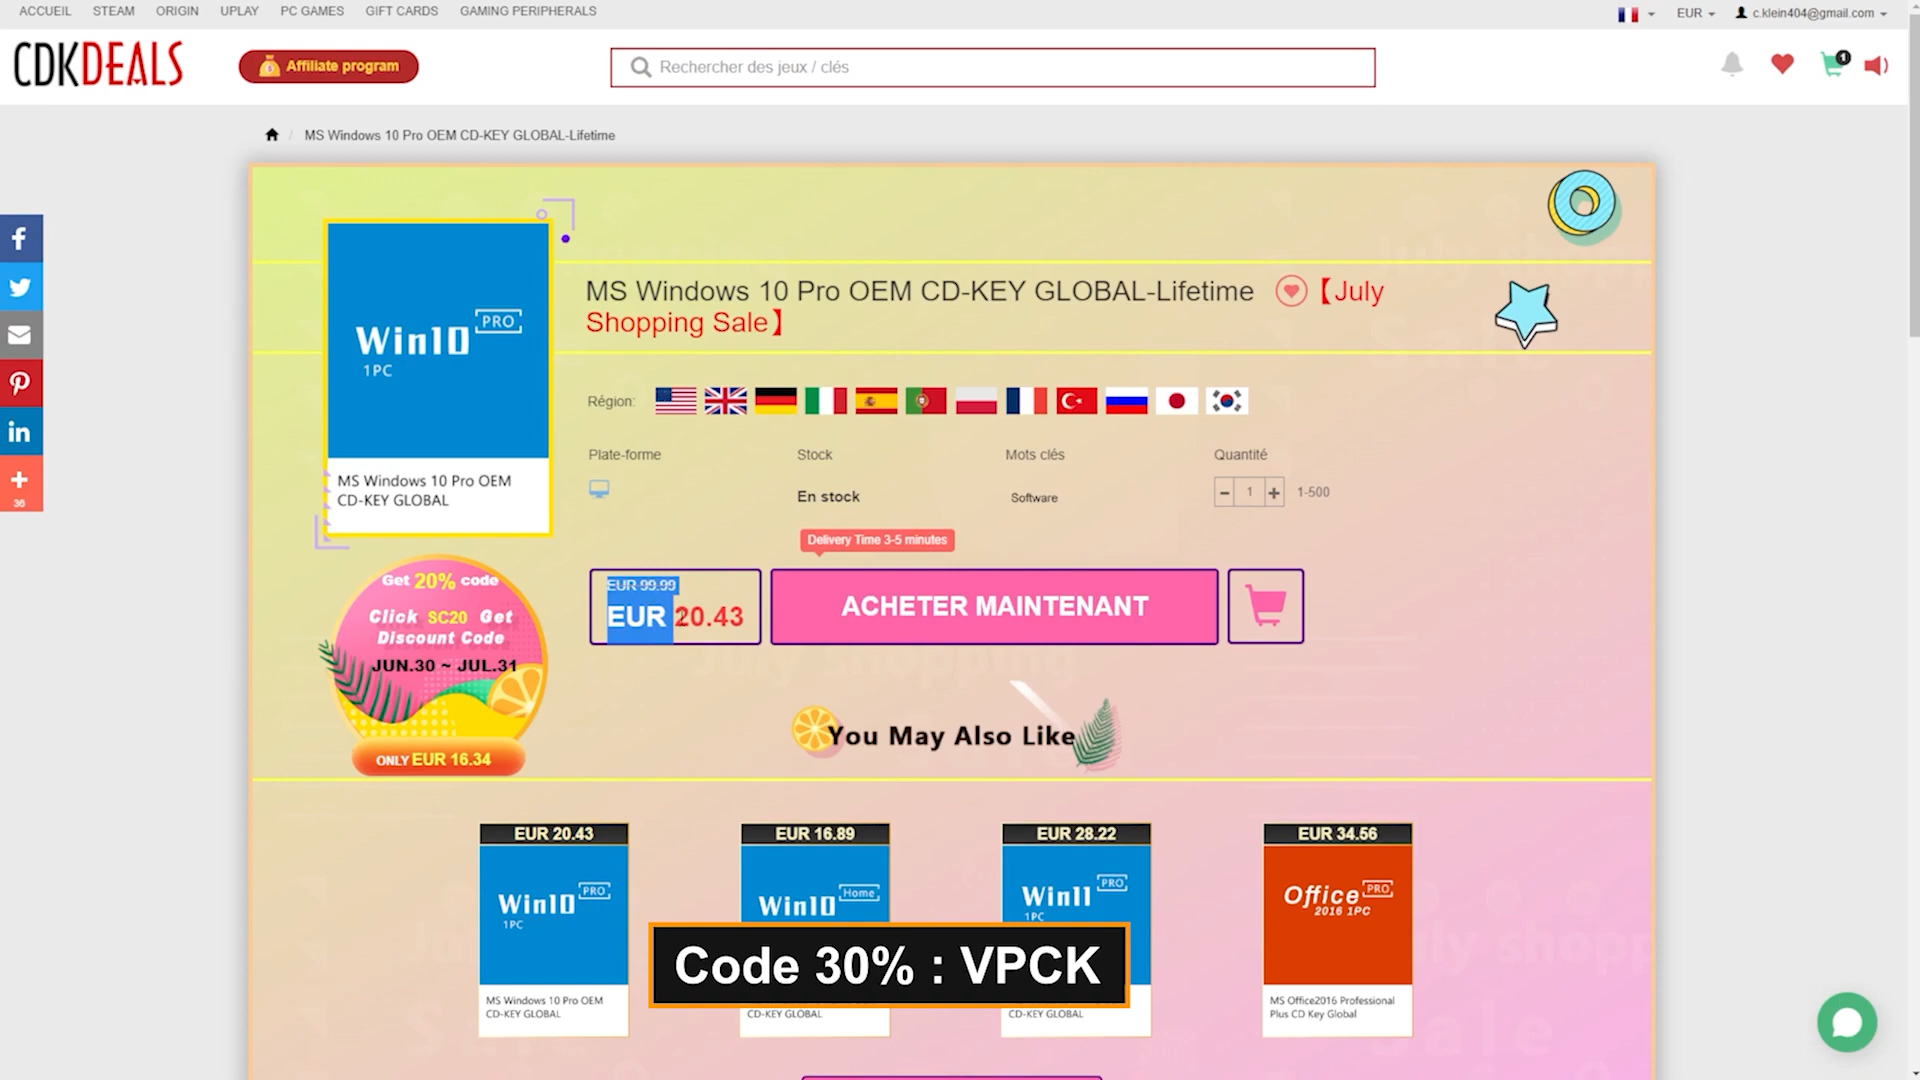 ACCUEIL STEAM ORIGIN UPLAY PC GAMES GIFT CARDS GAMING PERIPHERALS
EUR c.klein404@gmail.com
CDKDEALS
Affiliate program
Rechercher des jeux / clés
1
/ MS Windows 10 Pro OEM CD-KEY GLOBAL-Lifetime
Win10 PRO
1PC
MS Windows 10 Pro OEM
CD-KEY GLOBAL
MS Windows 10 Pro OEM CD-KEY GLOBAL-Lifetime 【July
Shopping Sale】
Région:
Plate-forme Stock Mots clés Quantité
En stock Software - 1 + 1-500
36
Delivery Time 3-5 minutes
EUR 99.99
EUR 20.43
ACHETER MAINTENANT
Get 20% code
Click SC20 Get
Discount Code
JUN.30 ~ JUL.31
ONLY EUR 16.34
July shopping
You May Also Like
EUR 20.43
Win10 PRO
1PC
MS Windows 10 Pro OEM
CD-KEY GLOBAL
EUR 16.89
Win10 Home
CD-KEY GLOBAL
EUR 28.22
Win11 PRO
1PC
CD-KEY GLOBAL
EUR 34.56
Office PRO
2016 1PC
MS Office2016 Professional
Plus CD Key Global
Code 30% : VPCK